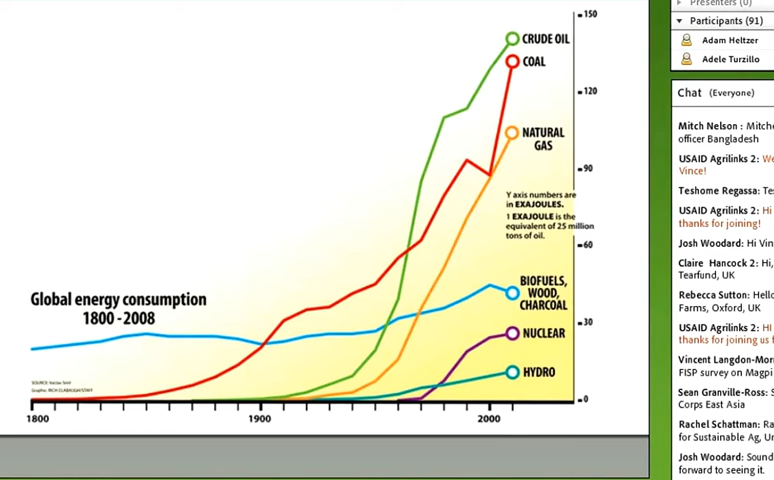 150
CRUDE OIL
COAL
120
NATURAL
GAS
90
Y axis numbers are
in EXAJOULES.
1 EXAJOULE is the
equivalent of 25 million
tons of oil.
60
BIOFUELS,
WOOD,
CHARCOAL
Global energy consumption
1800 - 2008
30
NUCLEAR
HYDRO
0
1800
1900
2000
Presenters (0)
Participants (91)
Adam Heltzer
Adele Turzillo
Chat (Everyone)
Mitch Nelson : Mitche
officer Bangladesh
USAID Agrilinks 2: We
Vince!
Teshome Regassa: Tes
USAID Agrilinks 2: Hi
thanks for joining!
Josh Woodard: Hi Vin
Claire Hancock 2: Hi,
Tearfund, UK
Rebecca Sutton: Hello
Farms, Oxford, UK
USAID Agrilinks 2: Hi
thanks for joining us f
Vincent Langdon-Mor
FISP survey on Magpi
Sean Granville-Ross: S
Corps East Asia
Rachel Schattman: Ra
for Sustainable Ag, Un
Josh Woodard: Sound
forward to seeing it.